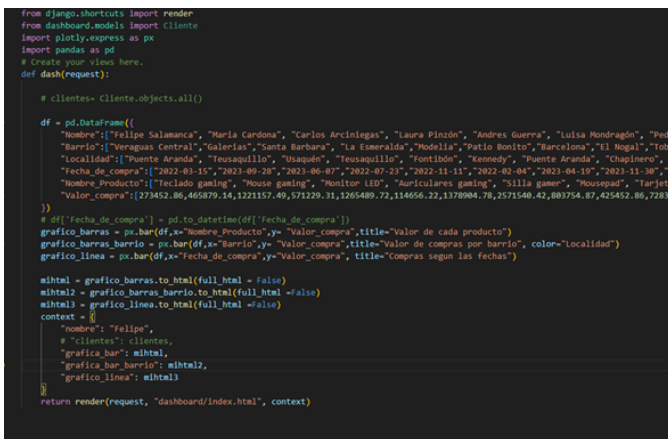 from django.shortcuts import render
from dashboard.models import Cliente
import plotly.express as px
import pandas as pd
# Create your views here.
def dash(request):
# clientes= Cliente.objects.all()
df = pd.DataFrame({
"Nombre":["Felipe Salamanca", "Maria Cardona", "Carlos Arciniegas", "Laura Pinzón", "Andres Guerra", "Luisa Mondragón", "Ped
"Barrio":["Veraguas Central","Galerias","Santa Barbara", "La Esmeralda","Modelia","Patio Bonito","Barcelona","El Nogal","Tob
"Localidad":["Puente Aranda", "Teusaquillo", "Usaquén", "Teusaquillo", "Fontibón", "Kennedy", "Puente Aranda", "Chapinero",
"Fecha_de_compra":["2022-03-15","2023-09-28","2023-06-07","2022-07-23","2022-11-11","2022-02-04","2023-04-19","2023-11-30","
"Nombre_Producto":["Teclado gaming", "Mouse gaming", "Monitor LED", "Auriculares gaming", "Silla gamer", "Mousepad", "Tarjet
"Valor_compra":[273452.86,465879.14,1221157.49,571229.31,1265489.72,114656.22,1378904.78,2571540.42,803754.87,425452.86,7283
})
# df['Fecha_de_compra'] = pd.to_datetime(df['Fecha_de_compra'])
grafico_barras = px.bar(df,x="Nombre_Producto",y= "Valor_compra",title="Valor de cada producto")
grafico_barras_barrio = px.bar(df,x="Barrio",y= "Valor_compra",title="Valor de compras por barrio", color="Localidad")
grafico_linea = px.bar(df,x="Fecha_de_compra",y="Valor_compra", title="Compras segun las fechas")
mihtml = grafico_barras.to_html(full_html = False)
mihtml2 = grafico_barras_barrio.to_html(full_html =False)
mihtml3 = grafico_linea.to_html(full_html =False)
context = {
"nombre": "Felipe",
# "clientes": clientes,
"grafica_bar": mihtml,
"grafica_bar_barrio": mihtml2,
"grafico_linea": mihtml3
}
return render(request, "dashboard/index.html", context)